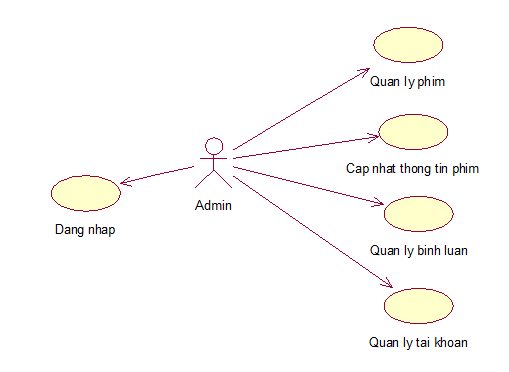 Quan ly phim
Cap nhat thong tin phim
Admin
Dang nhap
Quan ly binh luan
Quan ly tai khoan